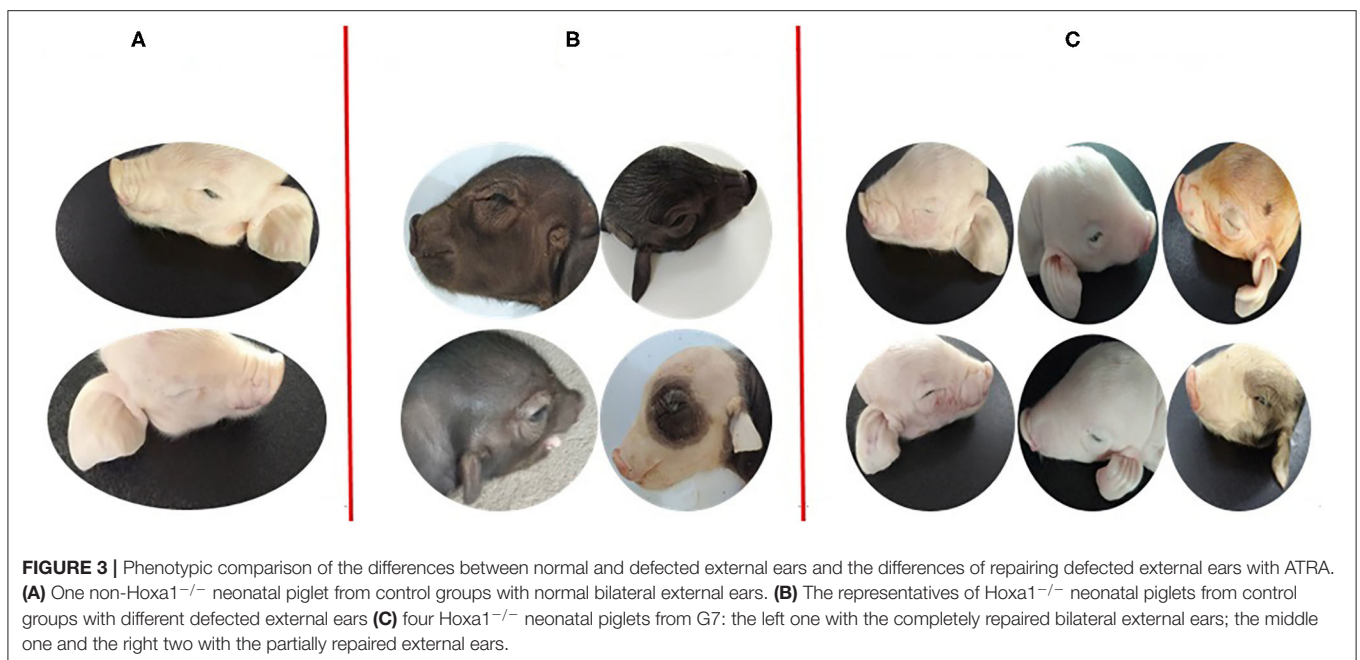 A
B
C
FIGURE 3 | Phenotypic comparison of the differences between normal and defected external ears and the differences of repairing defected external ears with ATRA.
(A) One non-Hoxa1−/− neonatal piglet from control groups with normal bilateral external ears. (B) The representatives of Hoxa1−/− neonatal piglets from control
groups with different defected external ears (C) four Hoxa1−/− neonatal piglets from G7: the left one with the completely repaired bilateral external ears; the middle
one and the right two with the partially repaired external ears.